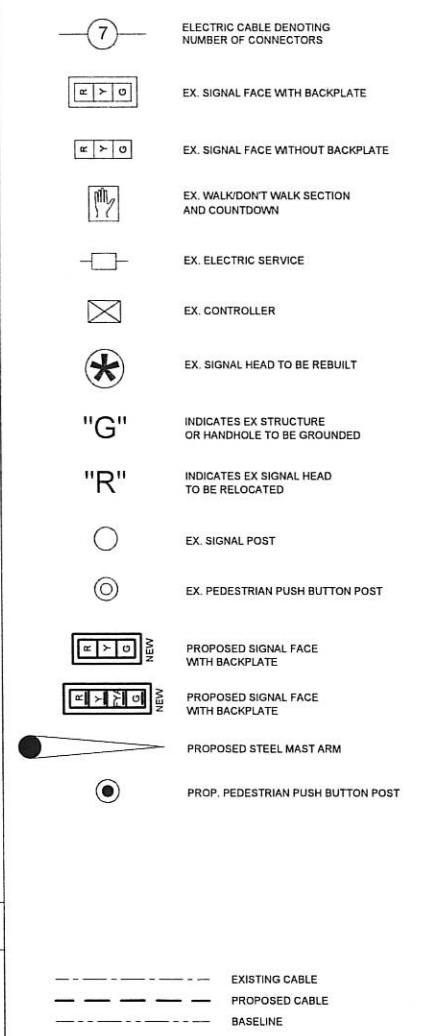 7
ELECTRIC CABLE DENOTING
NUMBER OF CONNECTORS
R Y G
EX. SIGNAL FACE WITH BACKPLATE
R Y G
EX. SIGNAL FACE WITHOUT BACKPLATE
EX. WALK/DON'T WALK SECTION
AND COUNTDOWN
EX. ELECTRIC SERVICE
EX. CONTROLLER
EX. SIGNAL HEAD TO BE REBUILT
"G"
INDICATES EX STRUCTURE
OR HANDHOLE TO BE GROUNDED
"R"
INDICATES EX SIGNAL HEAD
TO BE RELOCATED
EX. SIGNAL POST
EX. PEDESTRIAN PUSH BUTTON POST
R Y G NEW
PROPOSED SIGNAL FACE
WITH BACKPLATE
R Y FYA G NEW
PROPOSED SIGNAL FACE
WITH BACKPLATE
PROPOSED STEEL MAST ARM
PROP. PEDESTRIAN PUSH BUTTON POST
EXISTING CABLE
PROPOSED CABLE
BASELINE